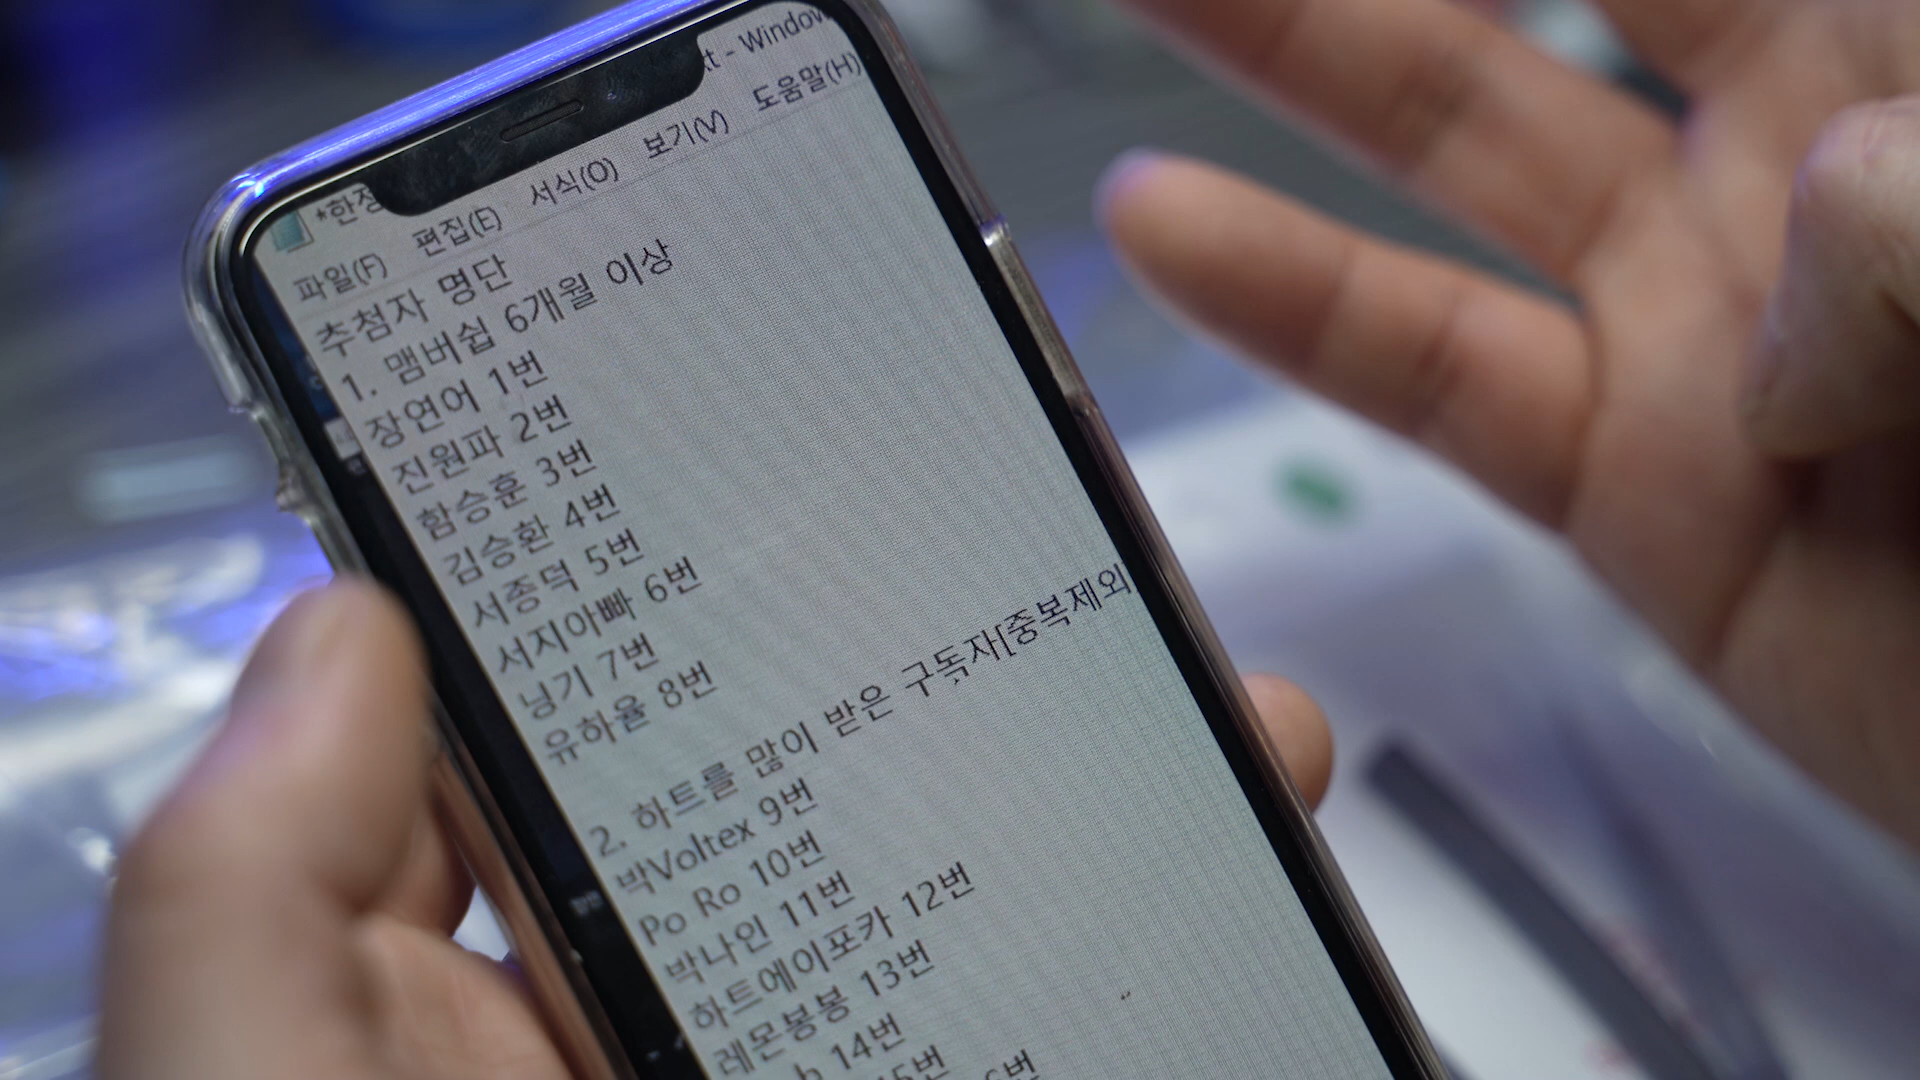 *한정
t - Window
파일(F) 편집(E) 서식(O) 보기(V) 도움말(H)
추첨자 명단
1. 맴버쉽 6개월 이상
장연어 1번
진원파 2번
함승훈 3번
김승환 4번
서종덕 5번
서지아빠 6번
닝기 7번
유하율 8번
2. 하트를 많이 받은 구독자[중복제외
박Voltex 9번
Po Ro 10번
박나인 11번
하트에이포카 12번
레몬봉봉 13번
b 14번
15번
6번